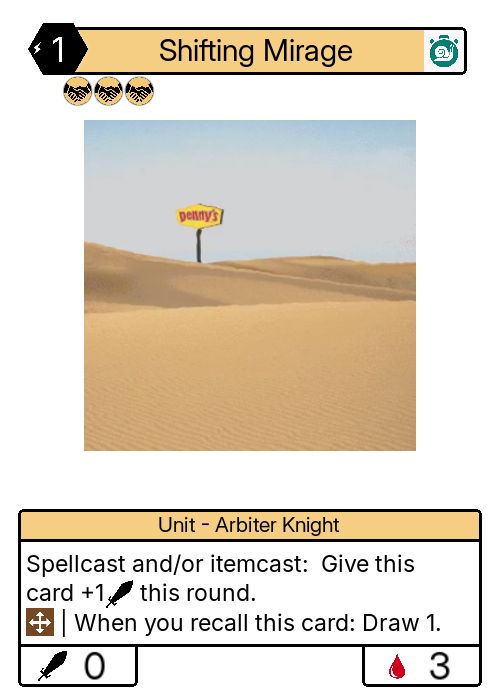 1
Shifting Mirage
Denny's
Unit - Arbiter Knight
Spellcast and/or itemcast:  Give this
card +1 this round.
| When you recall this card: Draw 1.
0
3